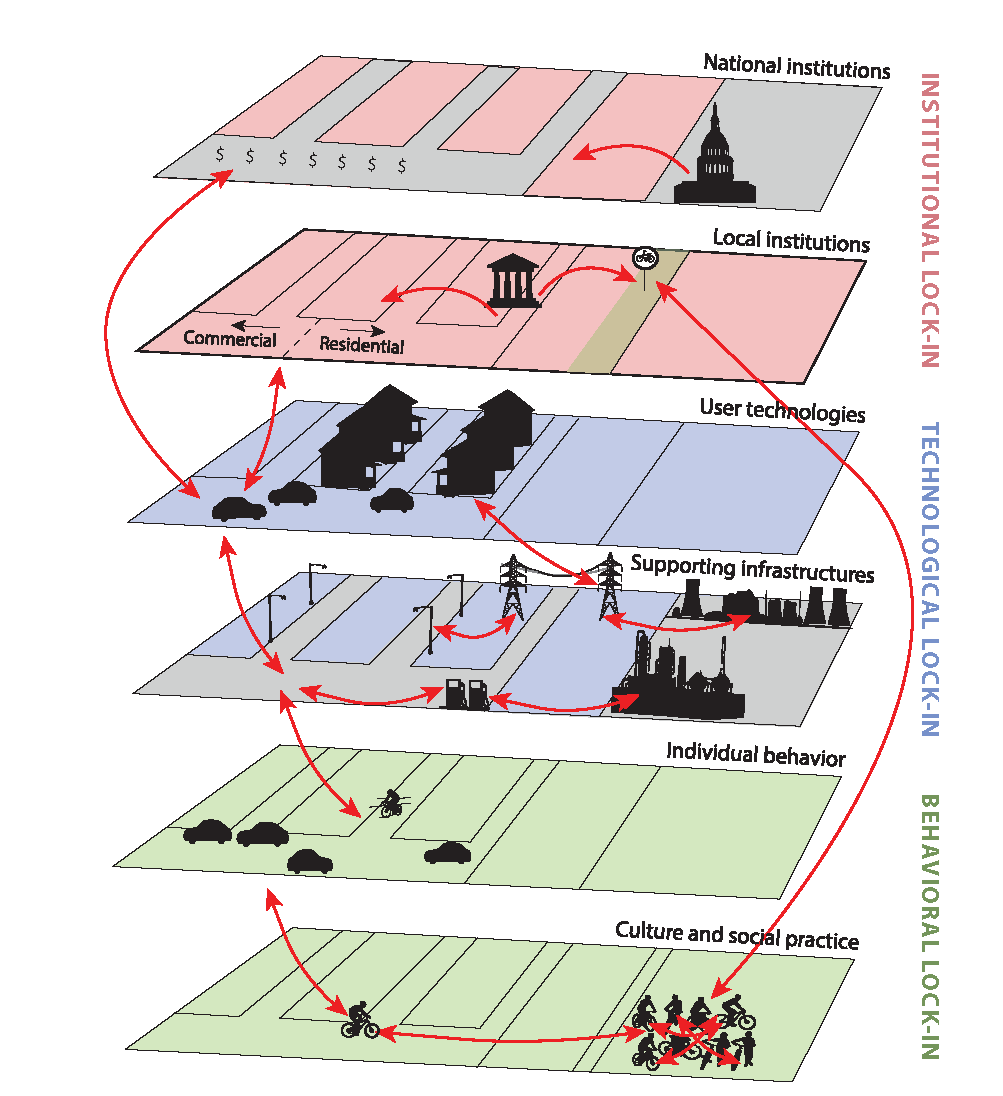 National institutions
$ $ $ $ $ $ $
Local institutions
Commercial
Residential
User technologies
Supporting infrastructures
Individual behavior
Culture and social practice
INSTITUTIONAL LOCK-IN
TECHNOLOGICAL LOCK-IN
BEHAVIORAL LOCK-IN